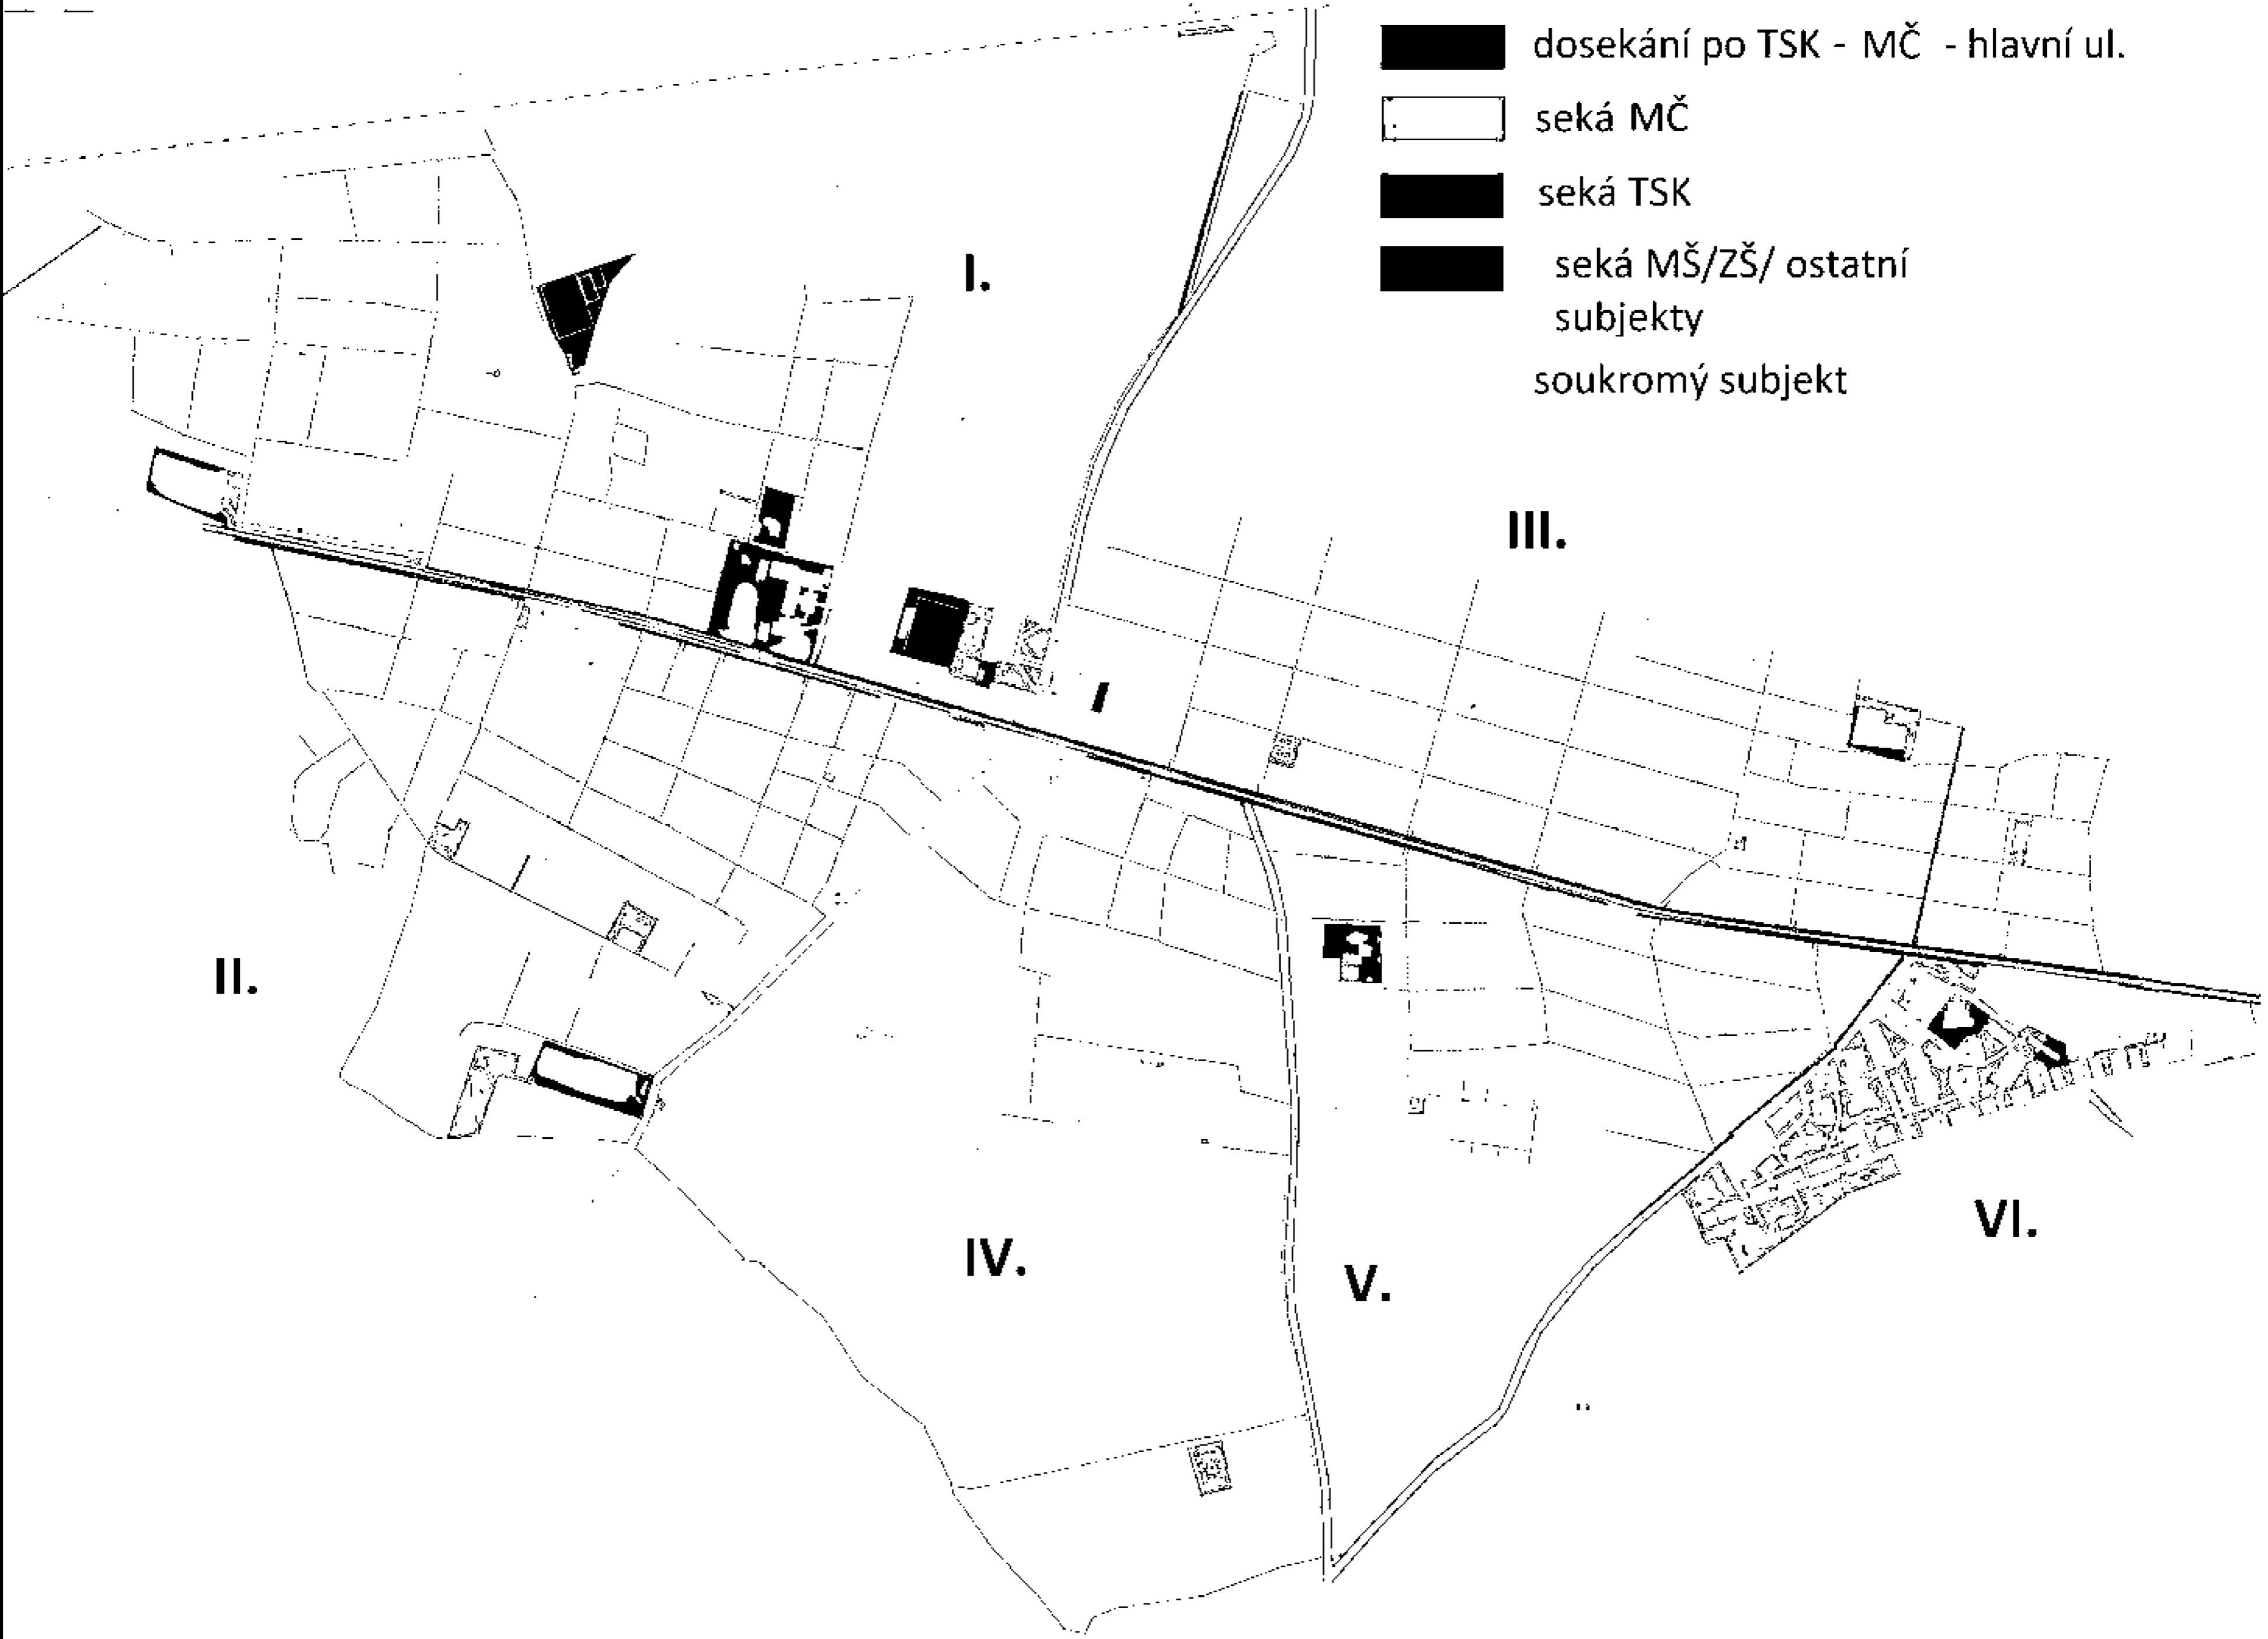 dosekání po TSK - MČ - hlavní ul.
seká MČ
seká TSK
seká MŠ/ZŠ/ ostatní
subjekty
soukromý subjekt
I.
III.
II.
IV.
V.
VI.